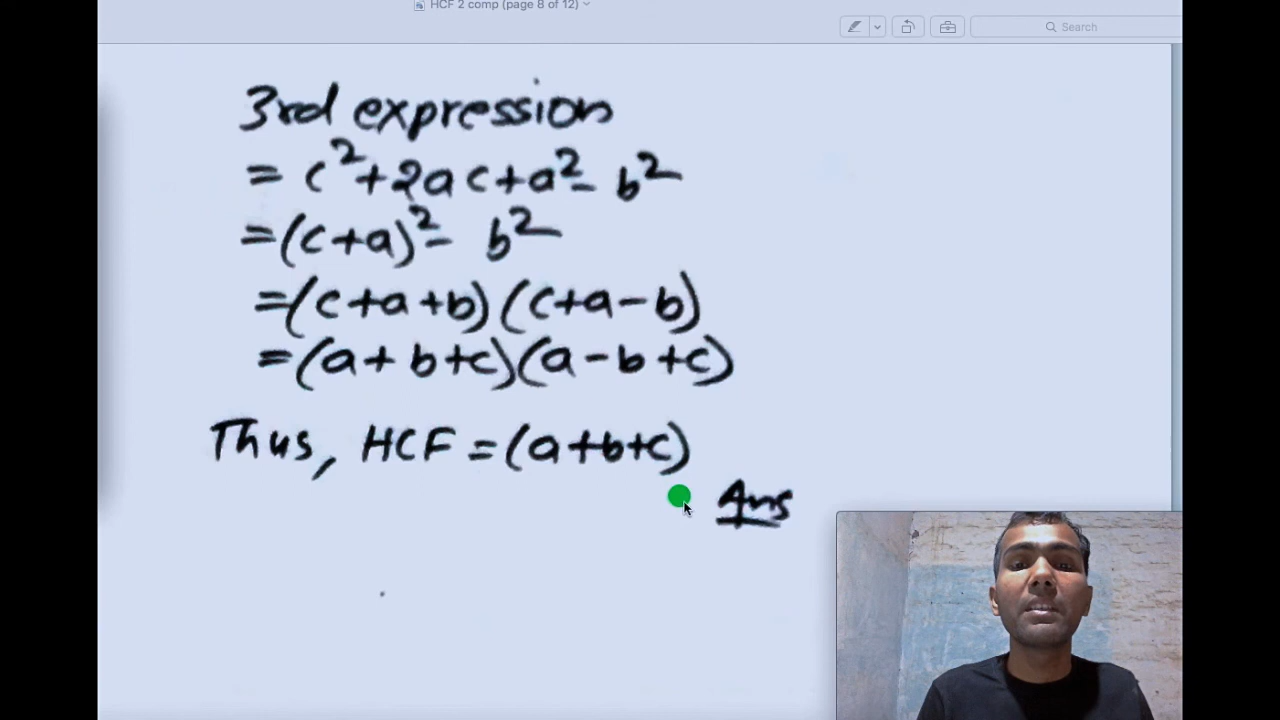 HCF 2 comp (page 8 of 12)
Search
3rd expression
= c²+2ac+a²- b²
=(c+a)²- b²
=(c+a+b)(c+a-b)
=(a+b+c)(a-b+c)
Thus, HCF =(a+b+c)
Ans